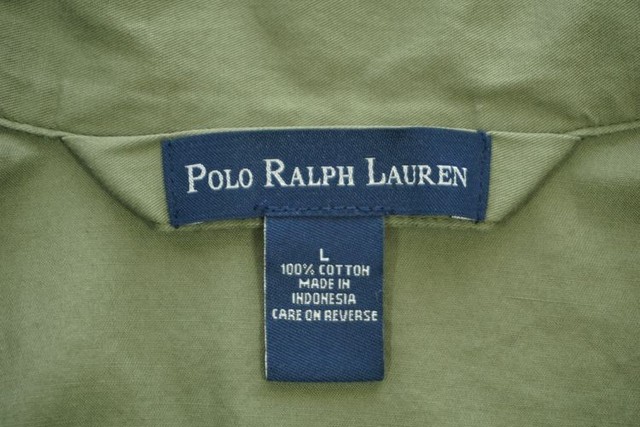 POLO RALPH LAUREN
L
100% COTTON
MADE IN
INDONESIA
CARE ON REVERSE